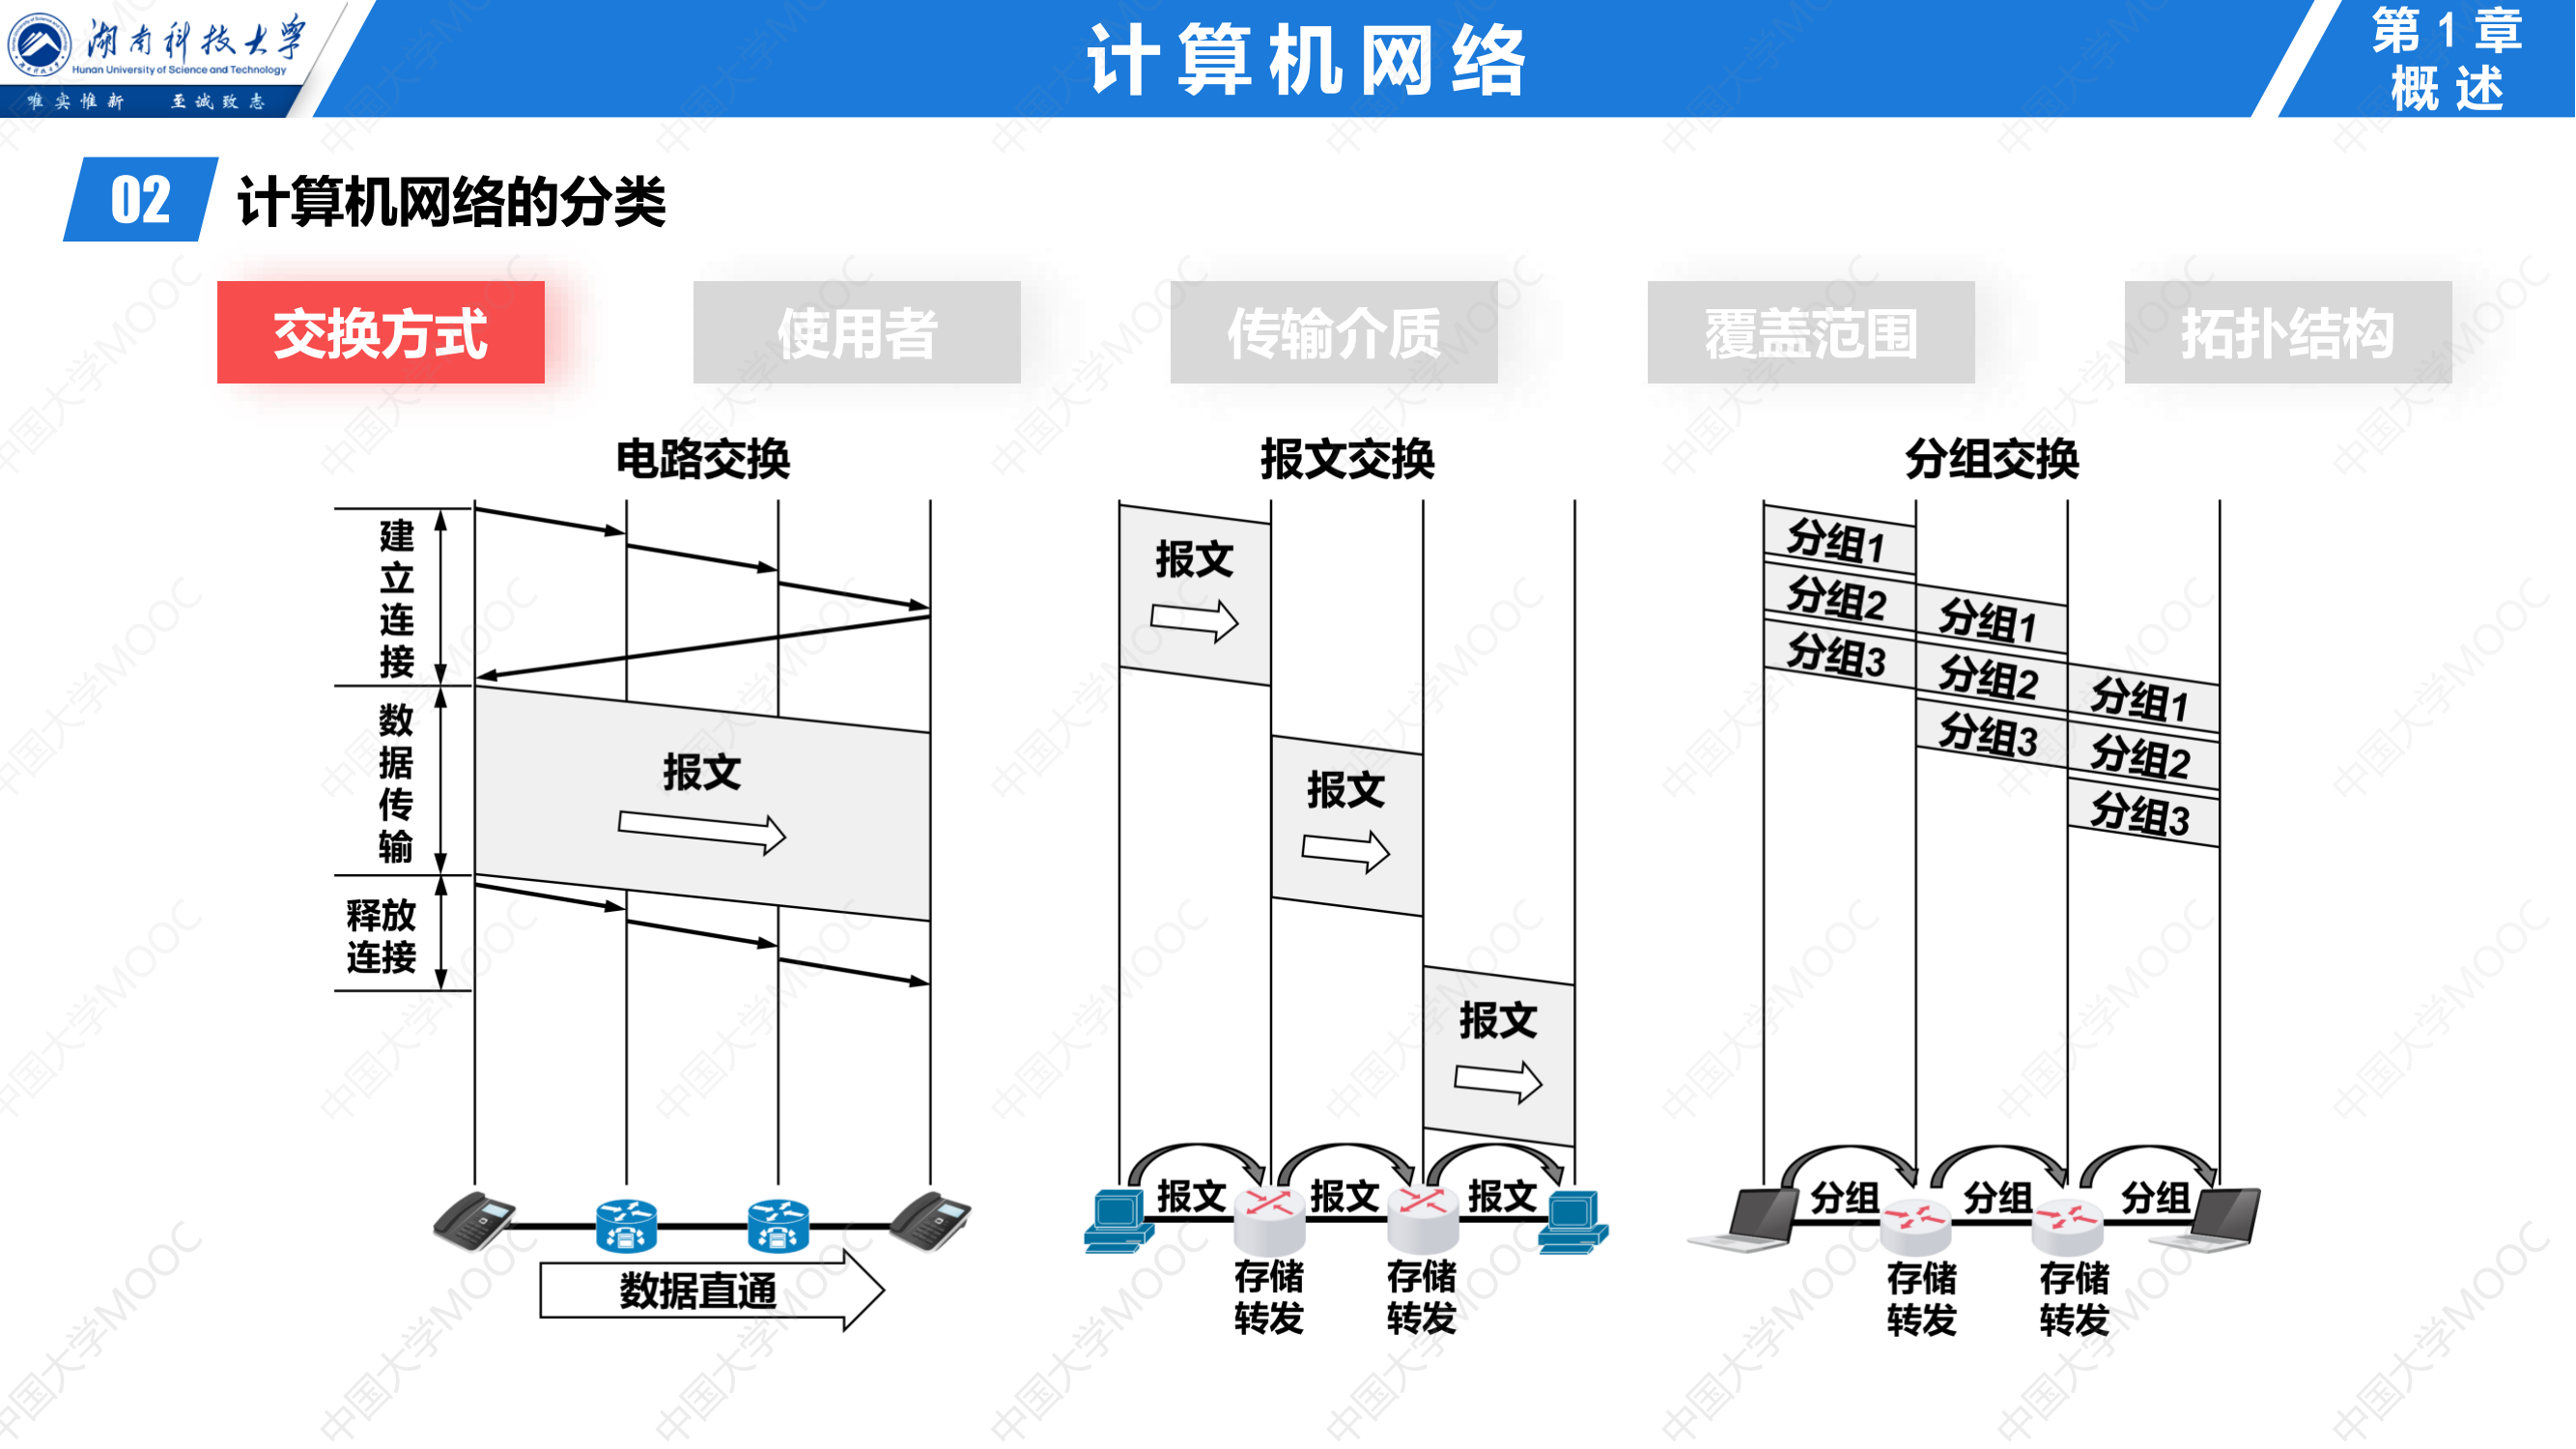 湖南科技大学
Hunan University of Science and Technology
唯实惟新 至诚致志
计算机网络
第1章
概述
02 计算机网络的分类
交换方式 使用者 传输介质 覆盖范围 拓扑结构
电路交换
建立连接
数据传输
释放连接
报文
数据直通
报文交换
报文
报文
报文
报文 报文 报文
存储转发 存储转发
分组交换
分组1
分组2 分组1
分组3 分组2 分组1
分组3 分组2
分组3
分组 分组 分组
存储转发 存储转发
中国大学MOOC